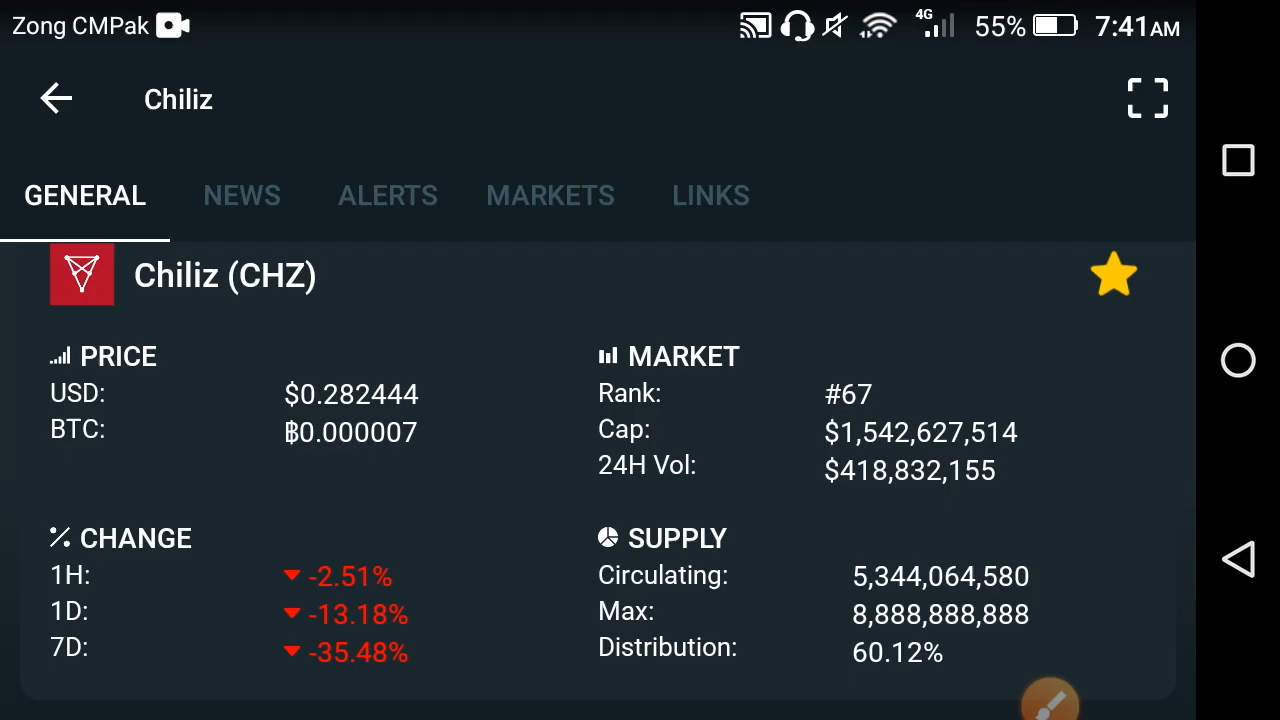 Zong CMPak 4G 55% 7:41AM
Chiliz
GENERAL NEWS ALERTS MARKETS LINKS
Chiliz (CHZ)
PRICE
USD: $0.282444
BTC: ฿0.000007
MARKET
Rank: #67
Cap: $1,542,627,514
24H Vol: $418,832,155
CHANGE
1H: -2.51%
1D: -13.18%
7D: -35.48%
SUPPLY
Circulating: 5,344,064,580
Max: 8,888,888,888
Distribution: 60.12%